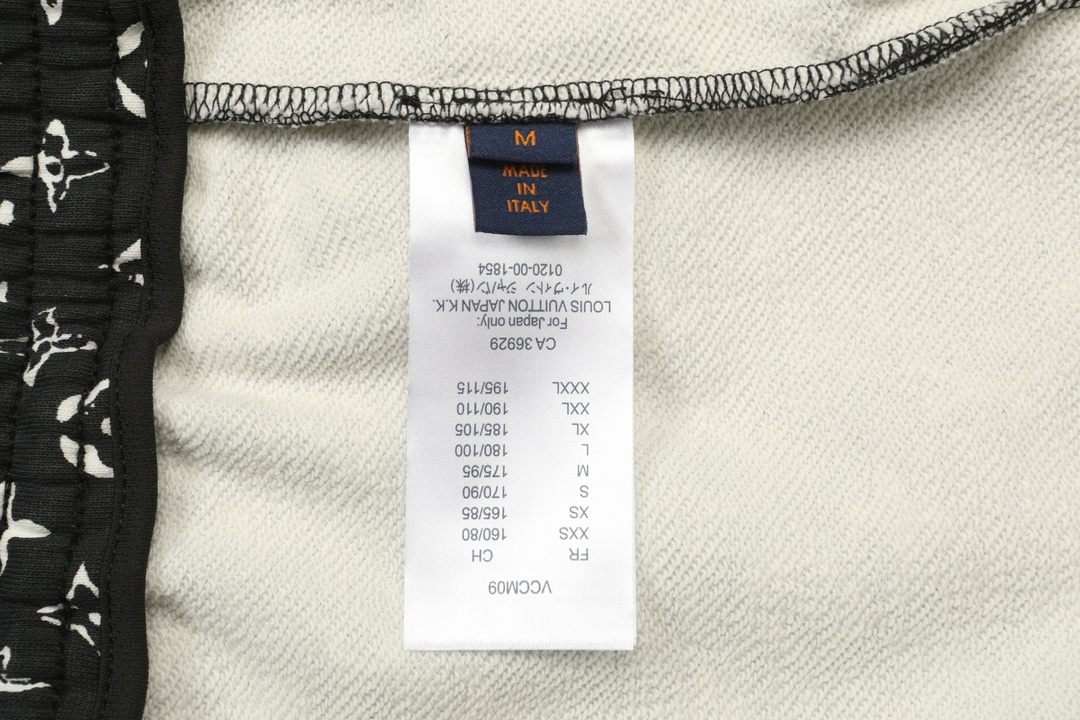 M
MADE
IN
ITALY
VCCM09
FR CH
XXS 160/80
XS 165/85
S 170/90
M 175/95
L 180/100
XL 185/105
XXL 190/110
XXXL 195/115
CA 36929
For Japan only:
LOUIS VUITTON JAPAN K.K.
ルイ・ヴィトン ジャパン(株)
0120-00-1854